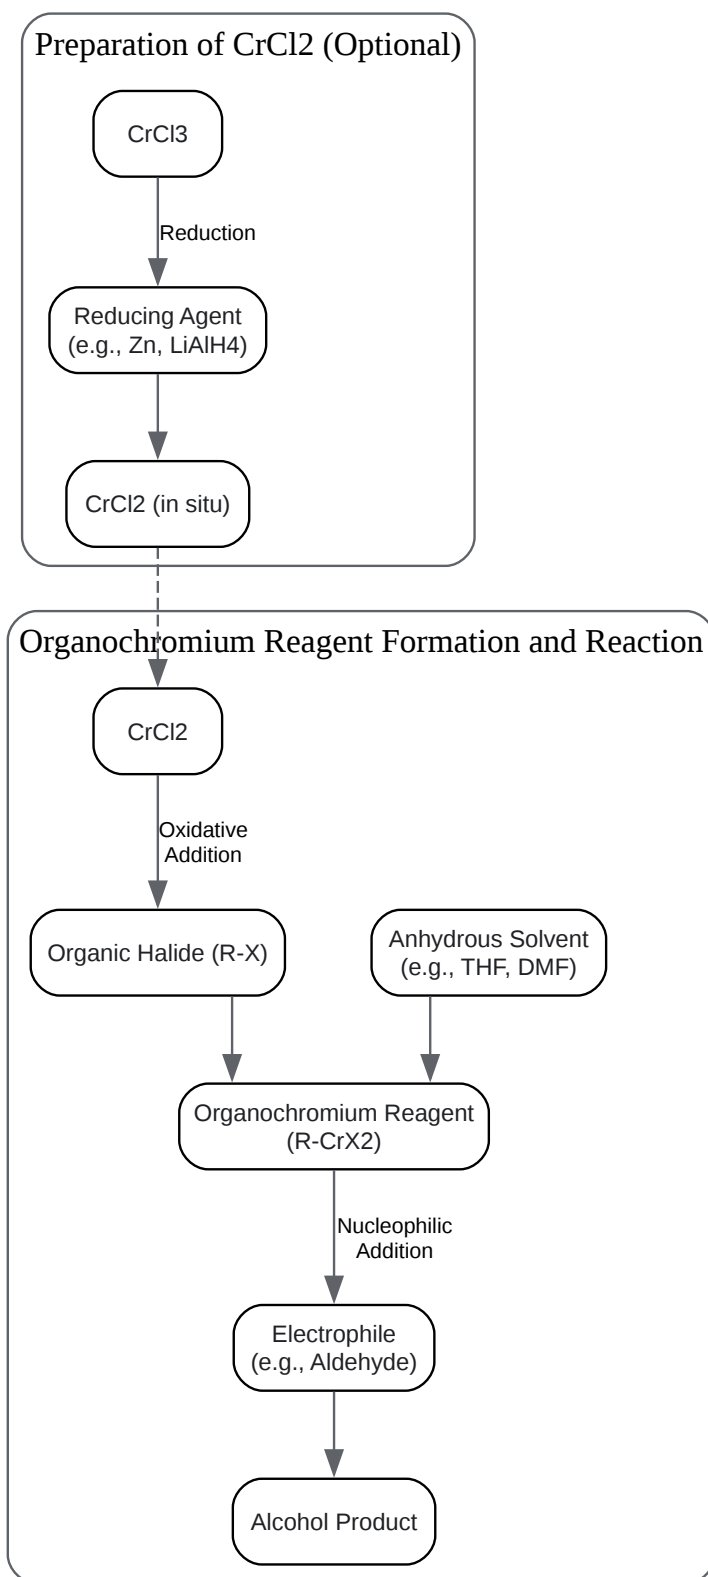 Preparation of CrCl2 (Optional)
CrCl3
Reduction
Reducing Agent
(e.g., Zn, LiAlH4)
CrCl2 (in situ)
Organochromium Reagent Formation and Reaction
CrCl2
Oxidative
Addition
Organic Halide (R-X)
Anhydrous Solvent
(e.g., THF, DMF)
Organochromium Reagent
(R-CrX2)
Nucleophilic
Addition
Electrophile
(e.g., Aldehyde)
Alcohol Product